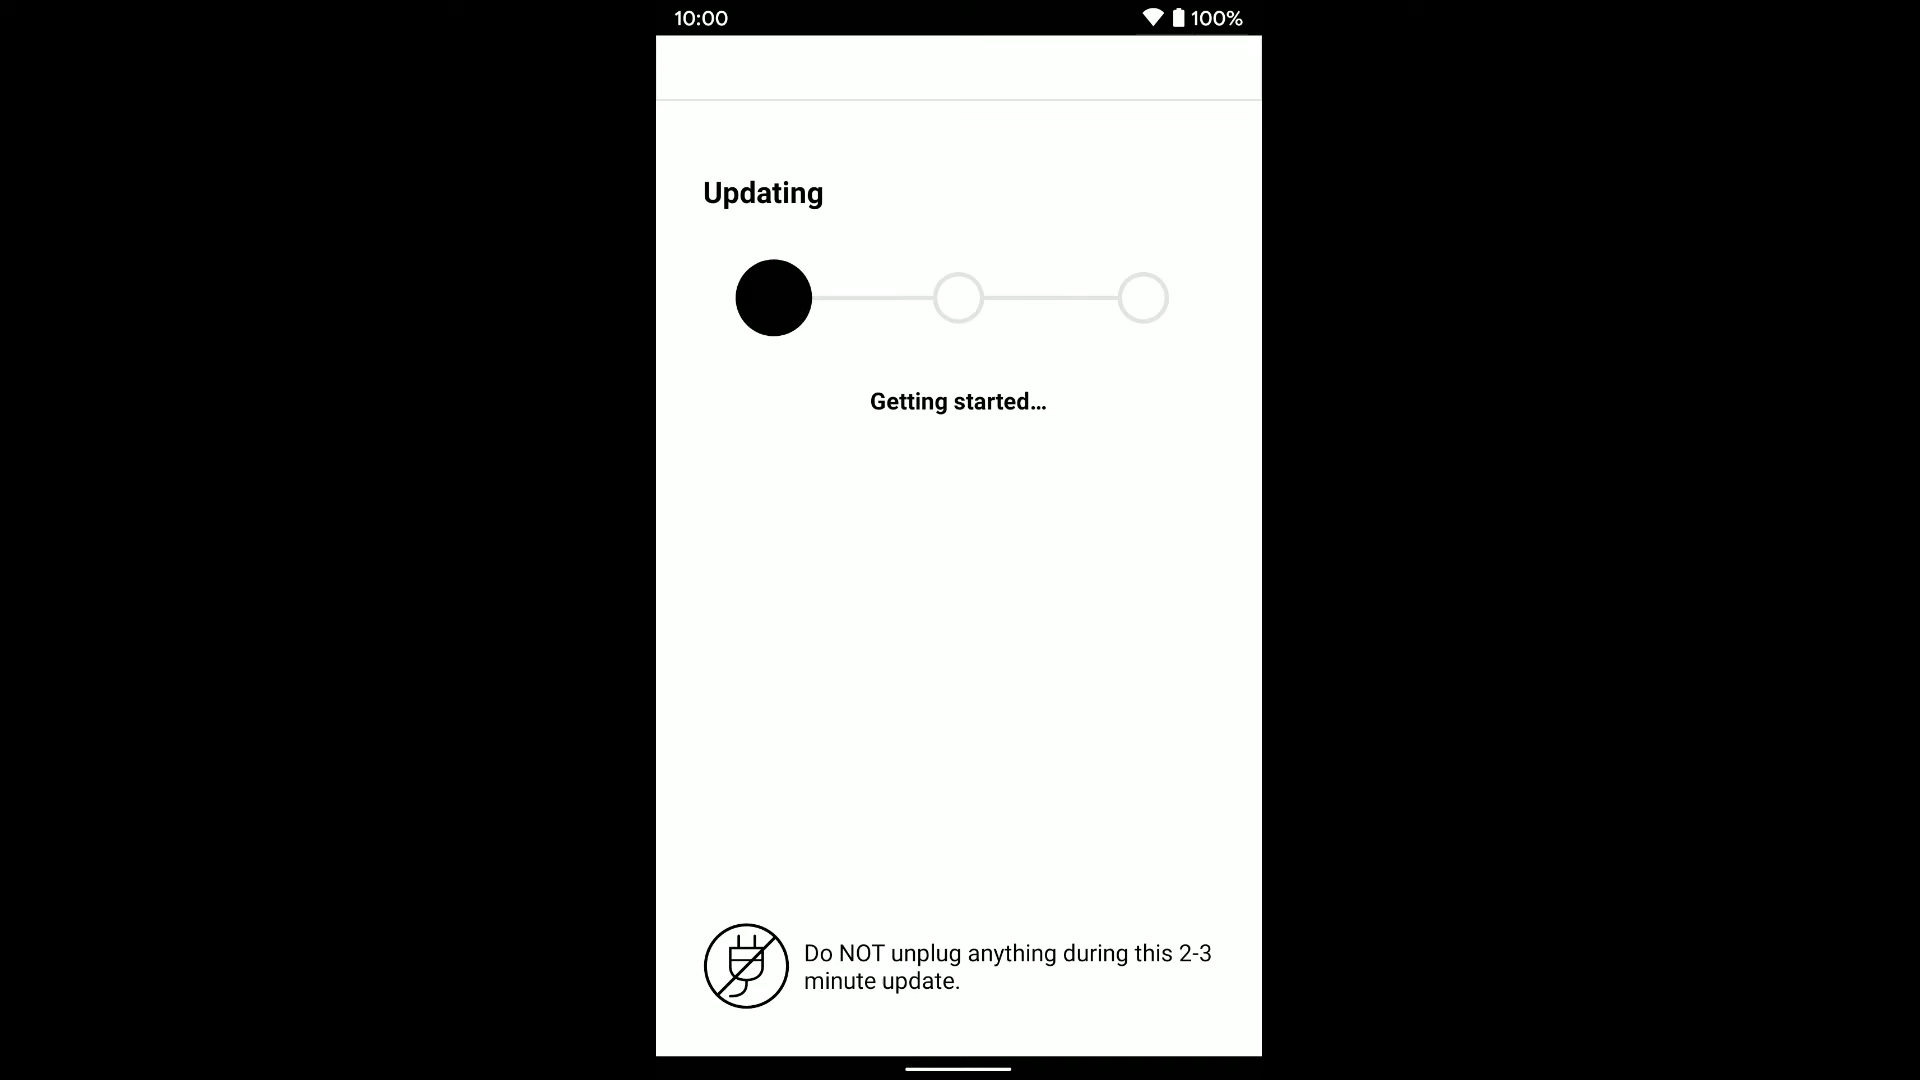 10:00 100%
Updating
Getting started...
Do NOT unplug anything during this 2-3
minute update.